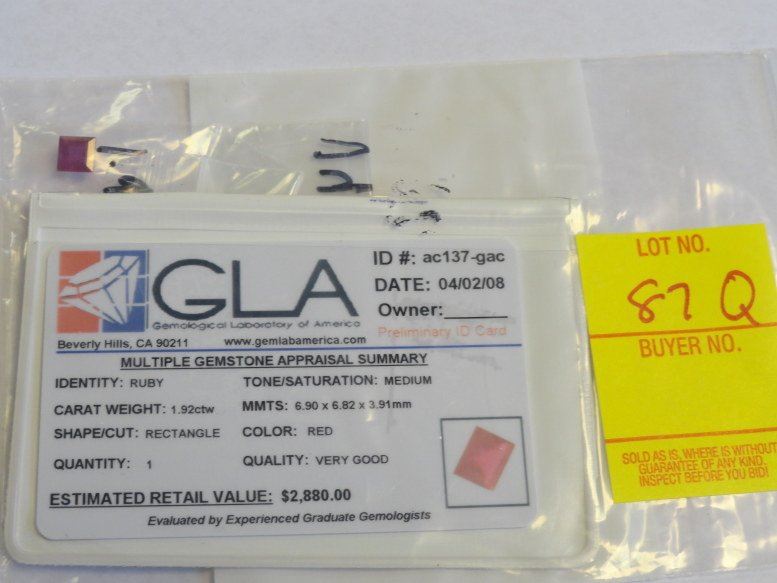 GLA
Gemological Laboratory of America
Beverly Hills, CA 90211 www.gemlabamerica.com
ID #: ac137-gac
DATE: 04/02/08
Owner:______
Preliminary ID Card
MULTIPLE GEMSTONE APPRAISAL SUMMARY
IDENTITY: RUBY TONE/SATURATION: MEDIUM
CARAT WEIGHT: 1.92ctw MMTS: 6.90 x 6.82 x 3.91mm
SHAPE/CUT: RECTANGLE COLOR: RED
QUANTITY: 1 QUALITY: VERY GOOD
ESTIMATED RETAIL VALUE: $2,880.00
Evaluated by Experienced Graduate Gemologists
LOT NO.
87 Q
BUYER NO.
SOLD AS IS, WHERE IS WITHOUT
GUARANTEE OF ANY KIND.
INSPECT BEFORE YOU BID!